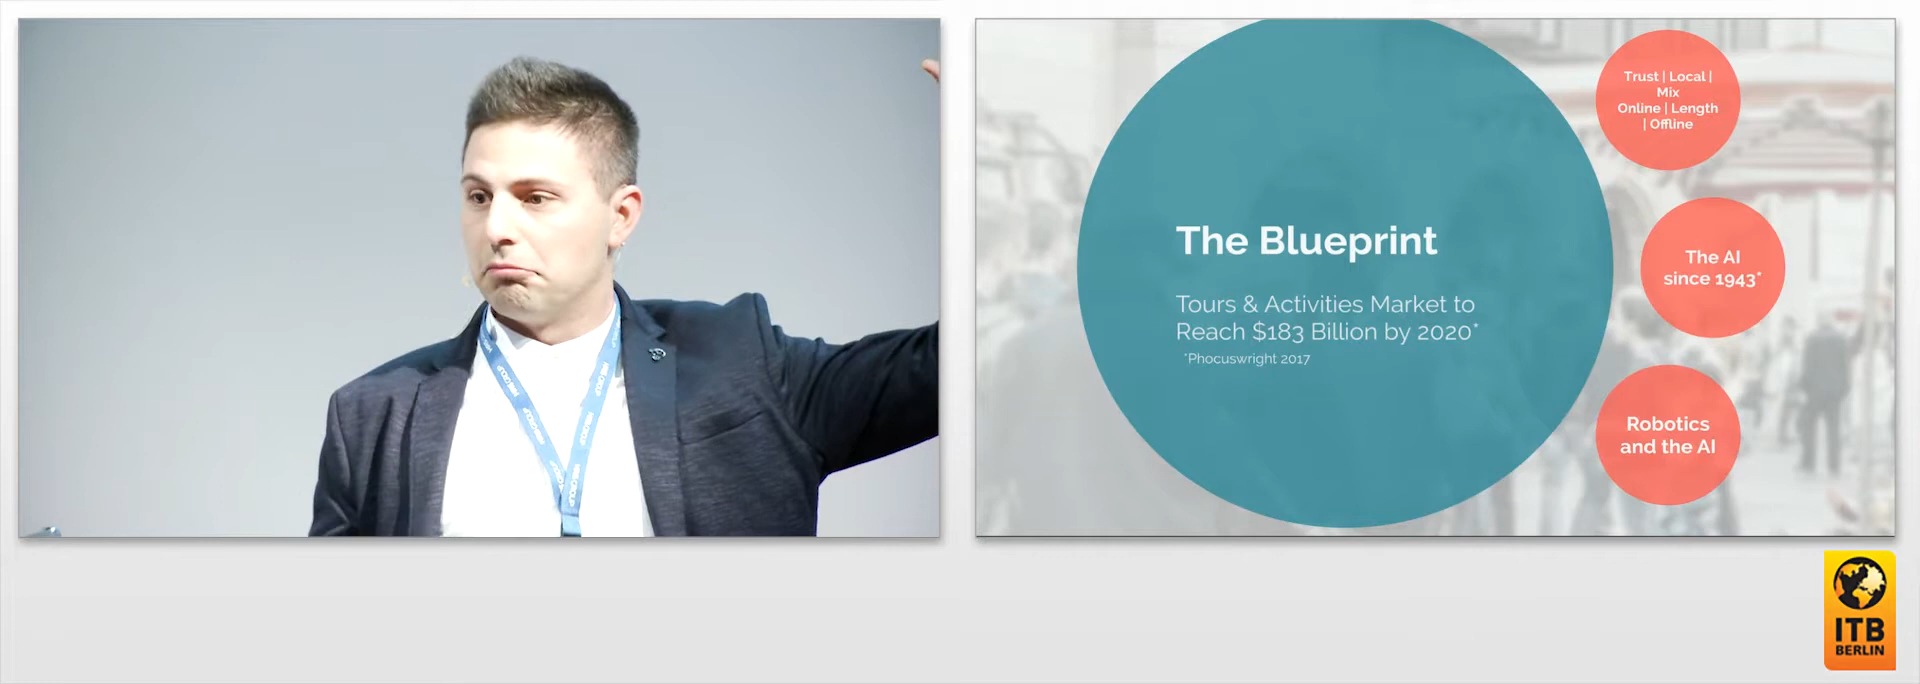 The Blueprint
Tours & Activities Market to
Reach $183 Billion by 2020*
*Phocuswright 2017
Trust | Local |
Mix
Online | Length
| Offline
The AI
since 1943*
Robotics
and the AI
ITB
BERLIN